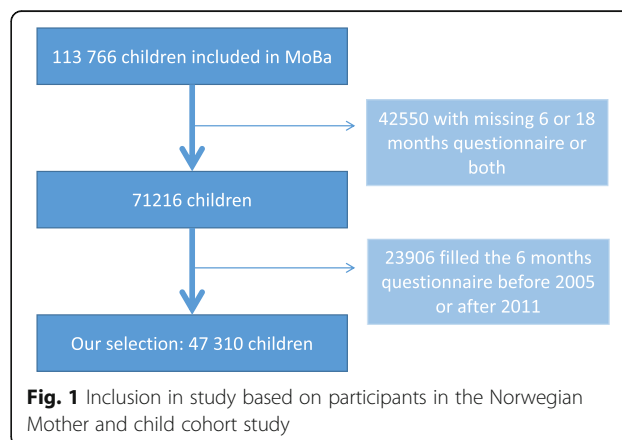 113 766 children included in MoBa
42550 with missing 6 or 18
months questionnaire or
both
71216 children
23906 filled the 6 months
questionnaire before 2005
or after 2011
Our selection: 47 310 children
Fig. 1 Inclusion in study based on participants in the Norwegian
Mother and child cohort study